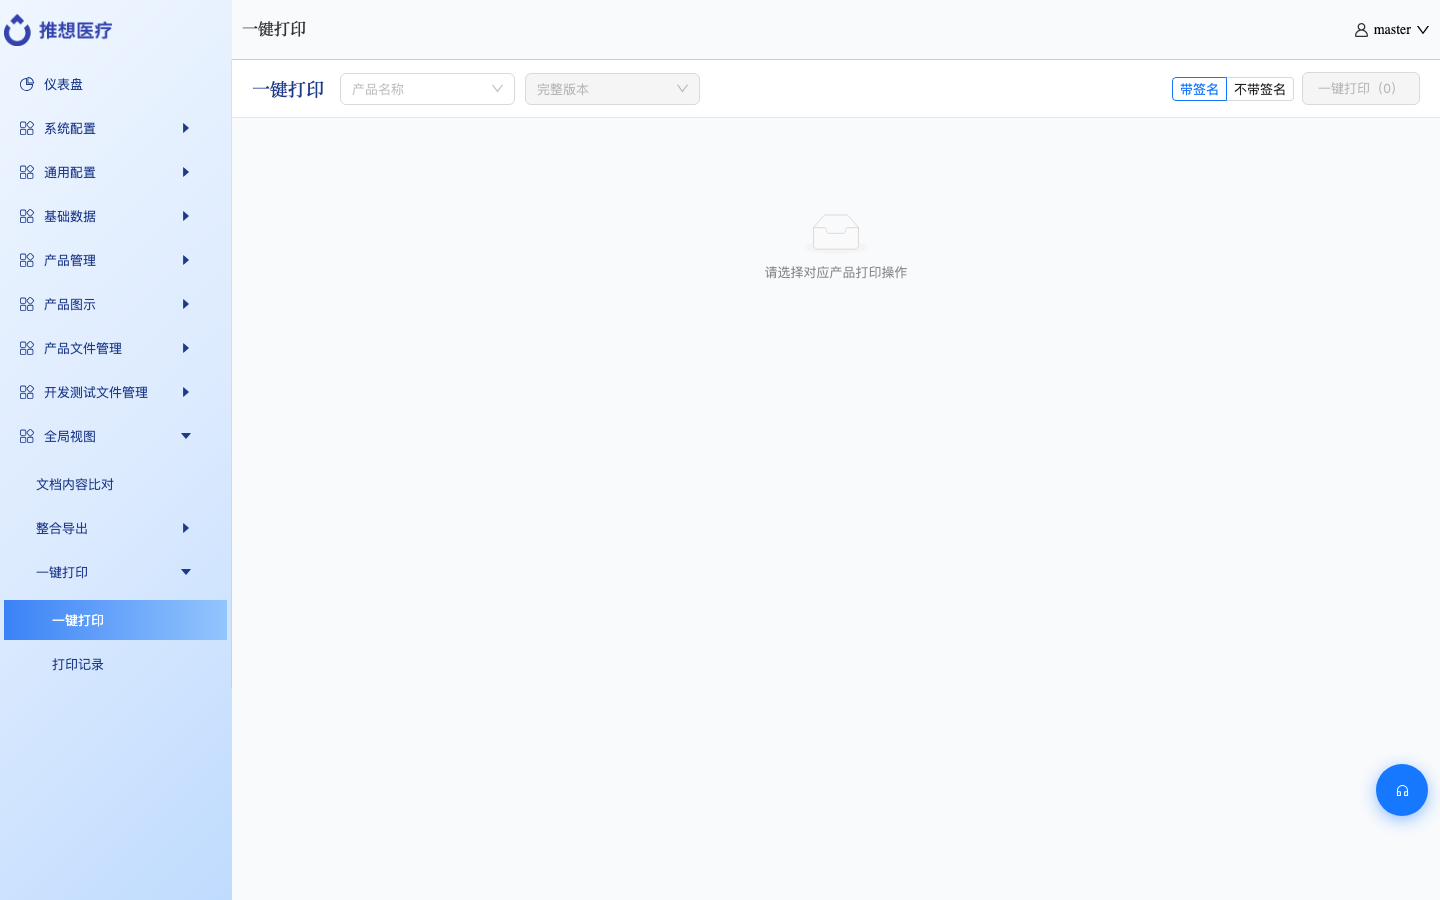 推想医疗
一键打印
master
仪表盘
系统配置
通用配置
基础数据
产品管理
产品图示
产品文件管理
开发测试文件管理
全局视图
文档内容比对
整合导出
一键打印
一键打印
打印记录
一键打印 产品名称 完整版本 带签名 不带签名 一键打印（0）
请选择对应产品打印操作